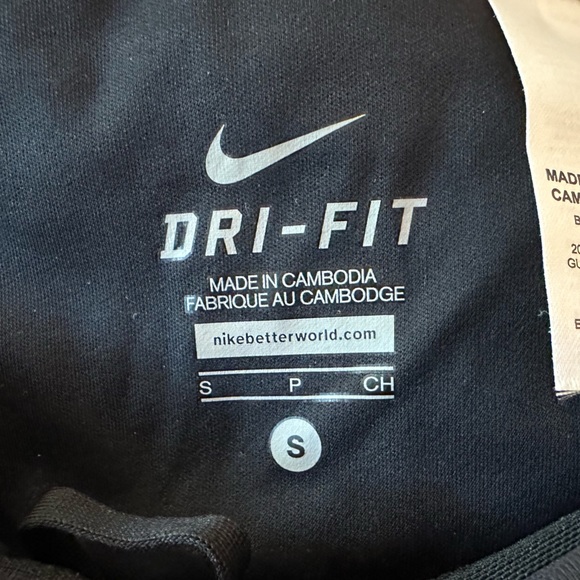 DRI-FIT
MADE IN CAMBODIA
FABRIQUE AU CAMBODGE
nikebetterworld.com
S P CH
S